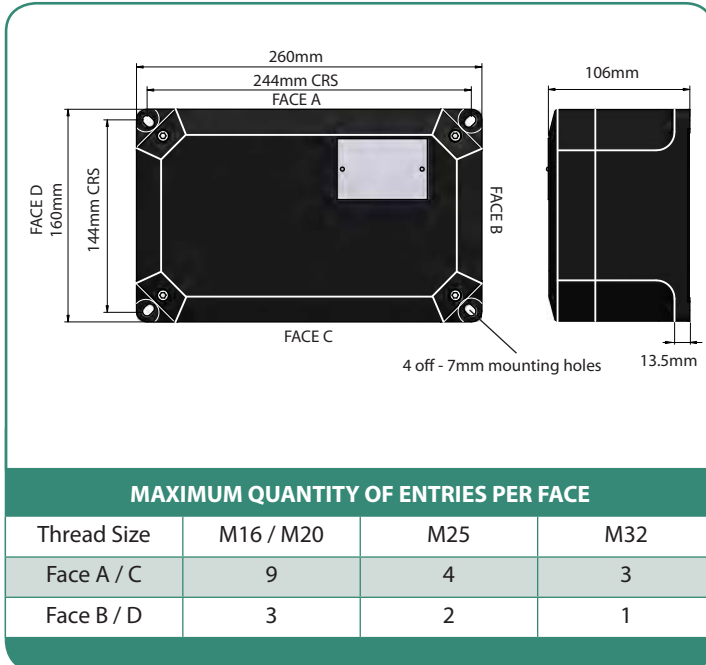 260mm
244mm CRS
FACE A
106mm
FACE D
160mm
144mm CRS
FACE B
FACE C
4 off - 7mm mounting holes
13.5mm
MAXIMUM QUANTITY OF ENTRIES PER FACE
Thread Size M16 / M20 M25 M32
Face A / C 9 4 3
Face B / D 3 2 1